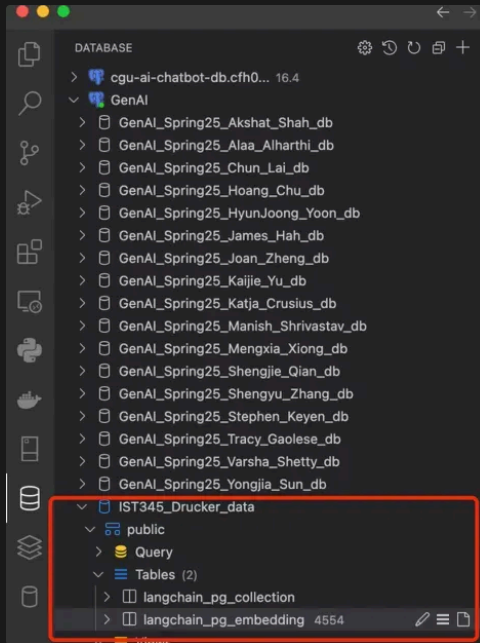 DATABASE
cgu-ai-chatbot-db.cfh0... 16.4
GenAI
GenAI_Spring25_Akshat_Shah_db
GenAI_Spring25_Alaa_Alharthi_db
GenAI_Spring25_Chun_Lai_db
GenAI_Spring25_Hoang_Chu_db
GenAI_Spring25_HyunJoong_Yoon_db
GenAI_Spring25_James_Hah_db
GenAI_Spring25_Joan_Zheng_db
GenAI_Spring25_Kaijie_Yu_db
GenAI_Spring25_Katja_Crusius_db
GenAI_Spring25_Manish_Shrivastav_db
GenAI_Spring25_Mengxia_Xiong_db
GenAI_Spring25_Shengjie_Qian_db
GenAI_Spring25_Shengyu_Zhang_db
GenAI_Spring25_Stephen_Keyen_db
GenAI_Spring25_Tracy_Gaolese_db
GenAI_Spring25_Varsha_Shetty_db
GenAI_Spring25_Yongjia_Sun_db
IST345_Drucker_data
public
Query
Tables (2)
langchain_pg_collection
langchain_pg_embedding 4554